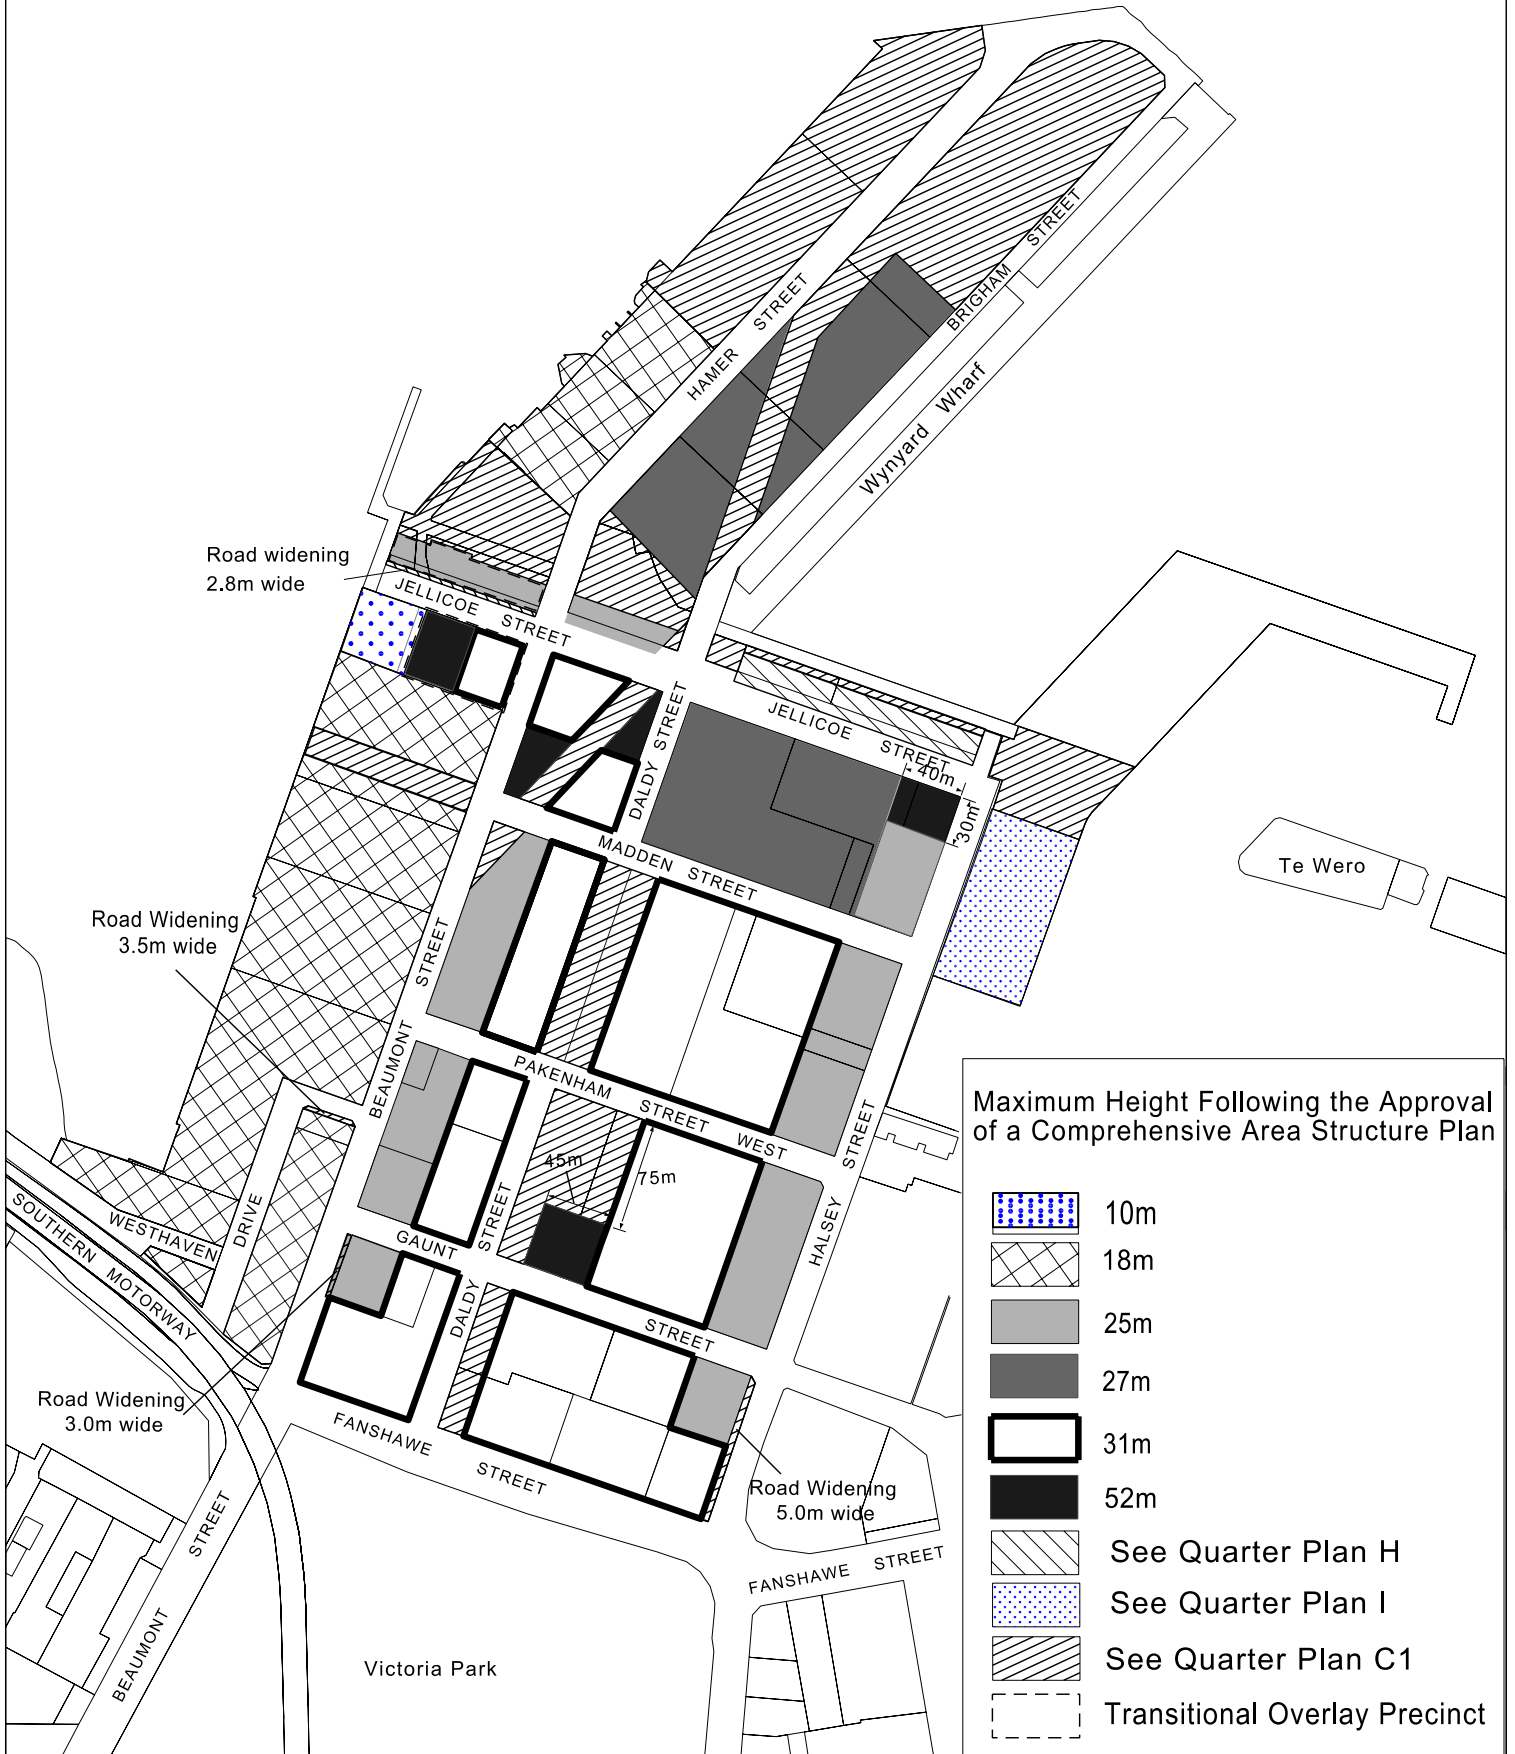 STREET
BRIGHAM
STREET
HAMER
Wynyard Wharf
Road widening
2.8m wide
JELLICOE STREET
JELLICOE STREET
DALDY STREET
40m
30m
MADDEN STREET
Te Wero
Road Widening
3.5m wide
BEAUMONT STREET
PAKENHAM STREET WEST
45m
75m
HALSEY STREET
WESTHAVEN DRIVE
SOUTHERN MOTORWAY
GAUNT STREET
DALDY STREET
Road Widening
3.0m wide
FANSHAWE STREET
Road Widening
5.0m wide
FANSHAWE STREET
BEAUMONT STREET
Victoria Park
Maximum Height Following the Approval
of a Comprehensive Area Structure Plan
10m
18m
25m
27m
31m
52m
See Quarter Plan H
See Quarter Plan I
See Quarter Plan C1
Transitional Overlay Precinct